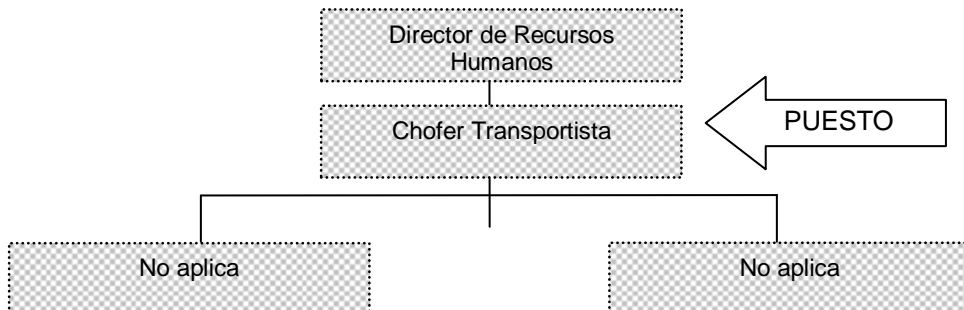 Director de Recursos
Humanos
Chofer Transportista
PUESTO
No aplica
No aplica